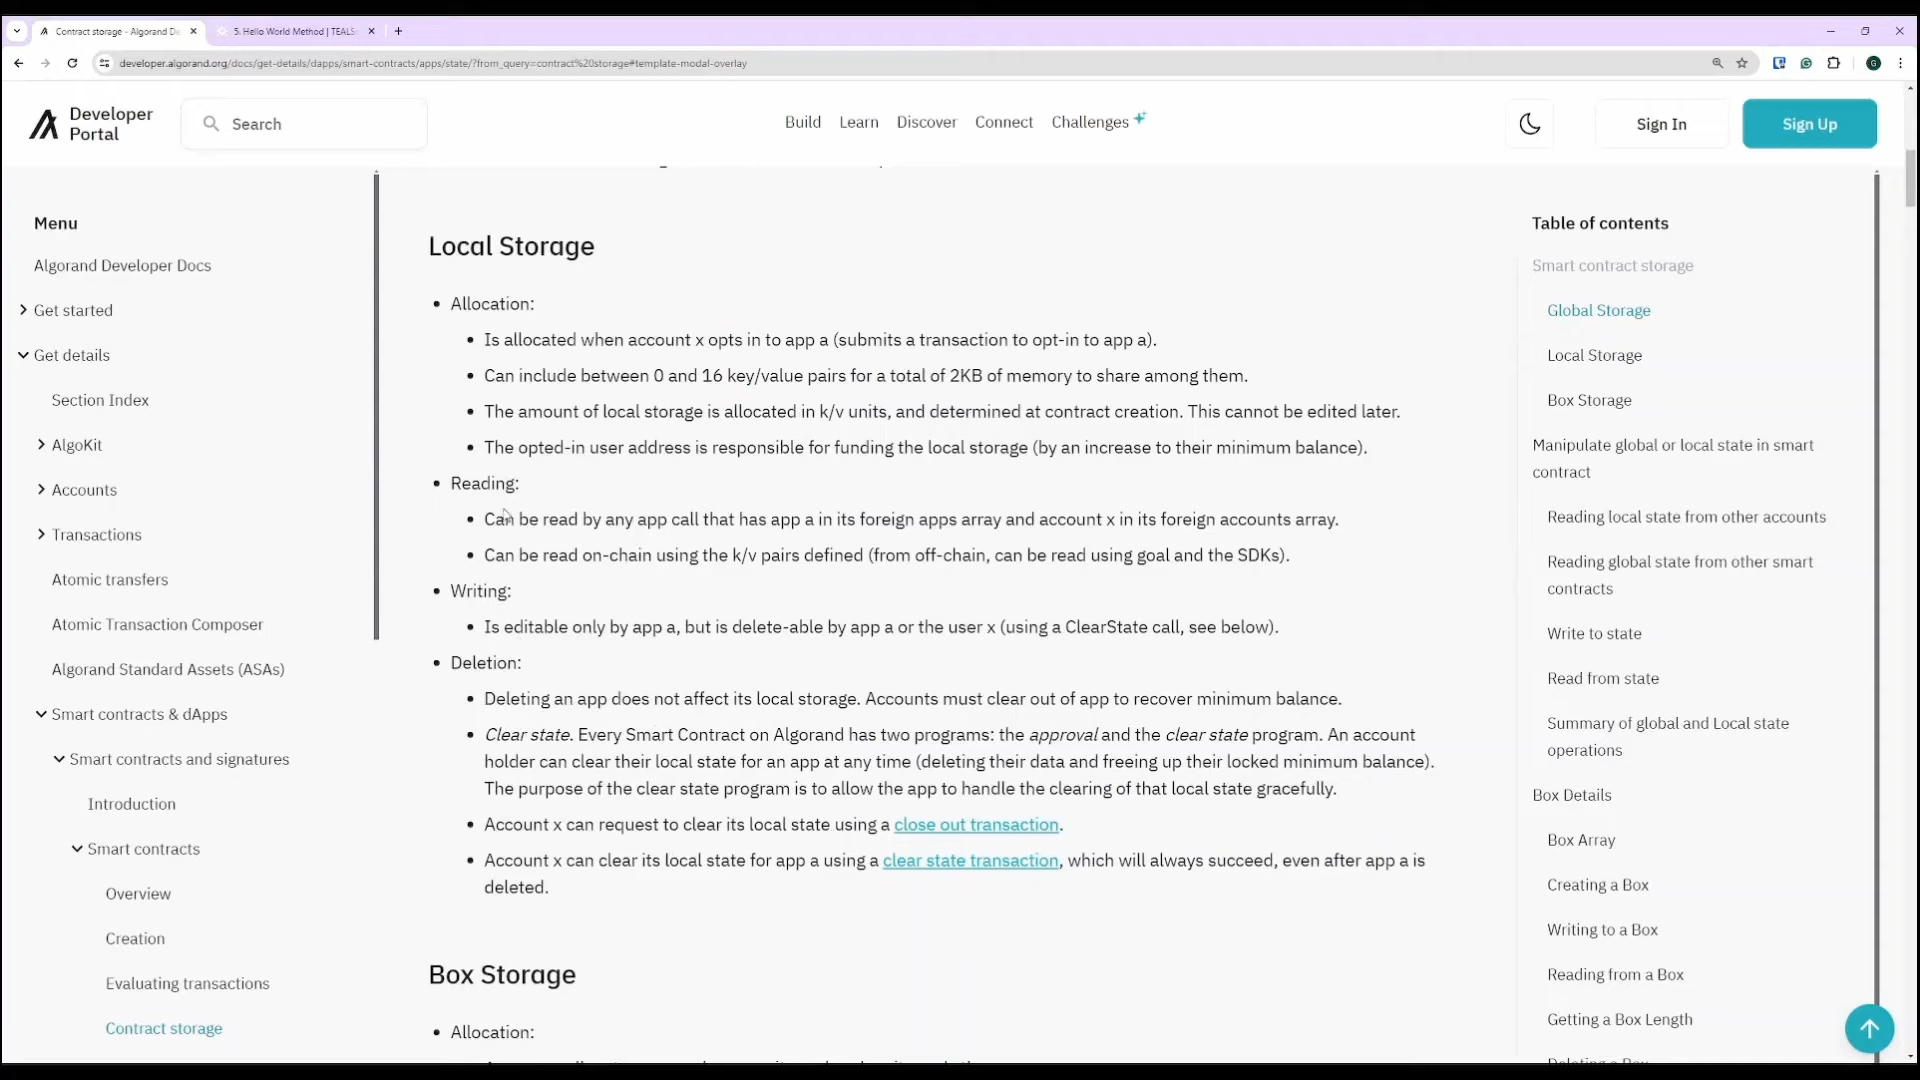 Contract storage - Algorand De
5. Hello World Method | TEALS
developer.algorand.org/docs/get-details/dapps/smart-contracts/apps/state/?from_query=contract%20storage#template-modal-overlay
G
Developer
Portal
Search
Build
Learn
Discover
Connect
Challenges
Sign In
Sign Up
Menu
Algorand Developer Docs
Get started
Get details
Section Index
AlgoKit
Accounts
Transactions
Atomic transfers
Atomic Transaction Composer
Algorand Standard Assets (ASAs)
Smart contracts & dApps
Smart contracts and signatures
Introduction
Smart contracts
Overview
Creation
Evaluating transactions
Contract storage
Local Storage
Allocation:
Is allocated when account x opts in to app a (submits a transaction to opt-in to app a).
Can include between 0 and 16 key/value pairs for a total of 2KB of memory to share among them.
The amount of local storage is allocated in k/v units, and determined at contract creation. This cannot be edited later.
The opted-in user address is responsible for funding the local storage (by an increase to their minimum balance).
Reading:
Can be read by any app call that has app a in its foreign apps array and account x in its foreign accounts array.
Can be read on-chain using the k/v pairs defined (from off-chain, can be read using goal and the SDKs).
Writing:
Is editable only by app a, but is delete-able by app a or the user x (using a ClearState call, see below).
Deletion:
Deleting an app does not affect its local storage. Accounts must clear out of app to recover minimum balance.
Clear state. Every Smart Contract on Algorand has two programs: the approval and the clear state program. An account
holder can clear their local state for an app at any time (deleting their data and freeing up their locked minimum balance).
The purpose of the clear state program is to allow the app to handle the clearing of that local state gracefully.
Account x can request to clear its local state using a close out transaction.
Account x can clear its local state for app a using a clear state transaction, which will always succeed, even after app a is
deleted.
Box Storage
Allocation:
Table of contents
Smart contract storage
Global Storage
Local Storage
Box Storage
Manipulate global or local state in smart
contract
Reading local state from other accounts
Reading global state from other smart
contracts
Write to state
Read from state
Summary of global and Local state
operations
Box Details
Box Array
Creating a Box
Writing to a Box
Reading from a Box
Getting a Box Length